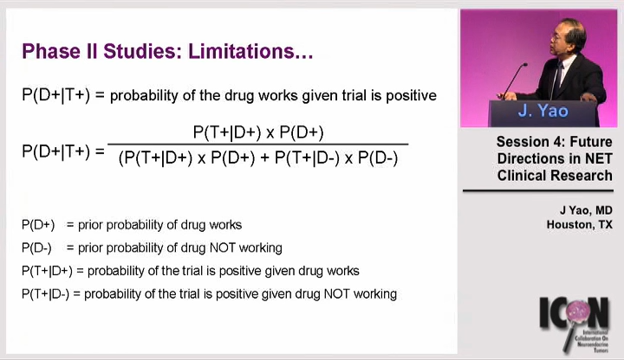 Phase II Studies: Limitations…
P(D+|T+) = probability of the drug works given trial is positive
P(T+|D+) x P(D+)
P(D+|T+) =
(P(T+|D+) x P(D+) + P(T+|D-) x P(D-)
P(D+) = prior probability of drug works
P(D-) = prior probability of drug NOT working
P(T+|D+) = probability of the trial is positive given drug works
P(T+|D-) = probability of the trial is positive given drug NOT working
J. Yao
Session 4: Future
Directions in NET
Clinical Research
J Yao, MD
Houston, TX
ICON
International
Collaboration On
Neuroendocrine
Tumors